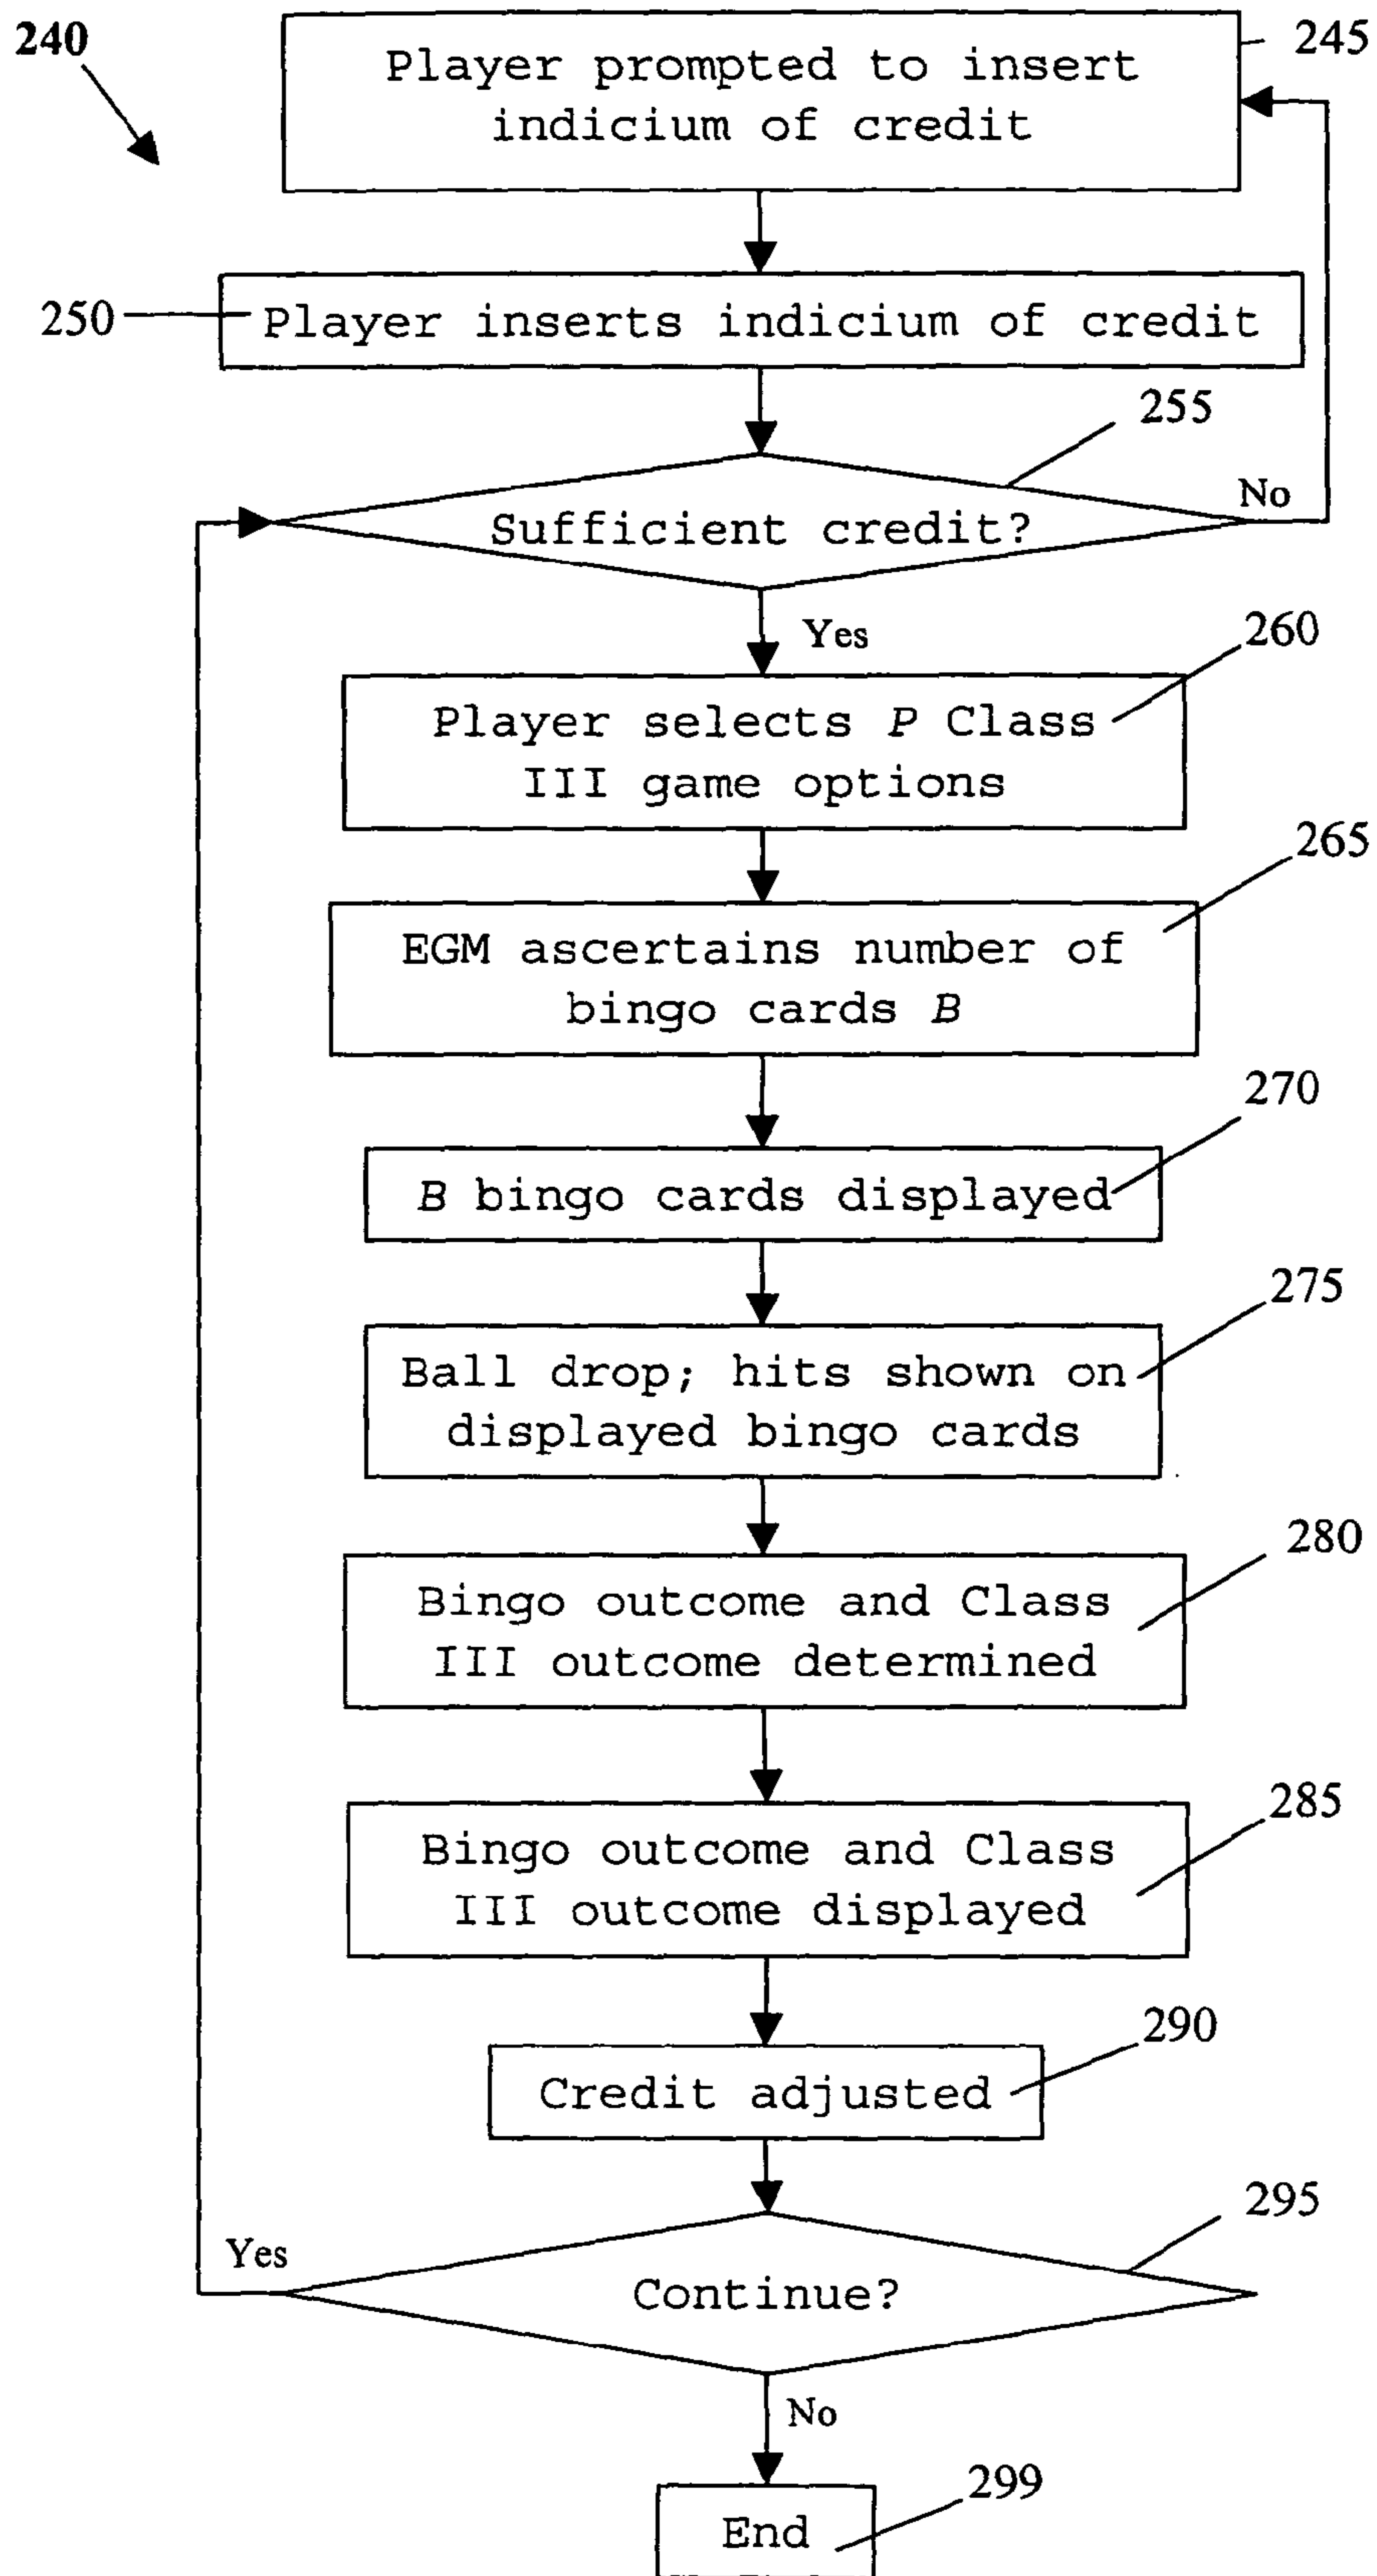 240
245
Player prompted to insert
indicium of credit
250
Player inserts indicium of credit
255
Sufficient credit?
No
Yes
260
Player selects P Class
III game options
265
EGM ascertains number of
bingo cards B
270
B bingo cards displayed
275
Ball drop; hits shown on
displayed bingo cards
280
Bingo outcome and Class
III outcome determined
285
Bingo outcome and Class
III outcome displayed
290
Credit adjusted
295
Yes
Continue?
No
299
End